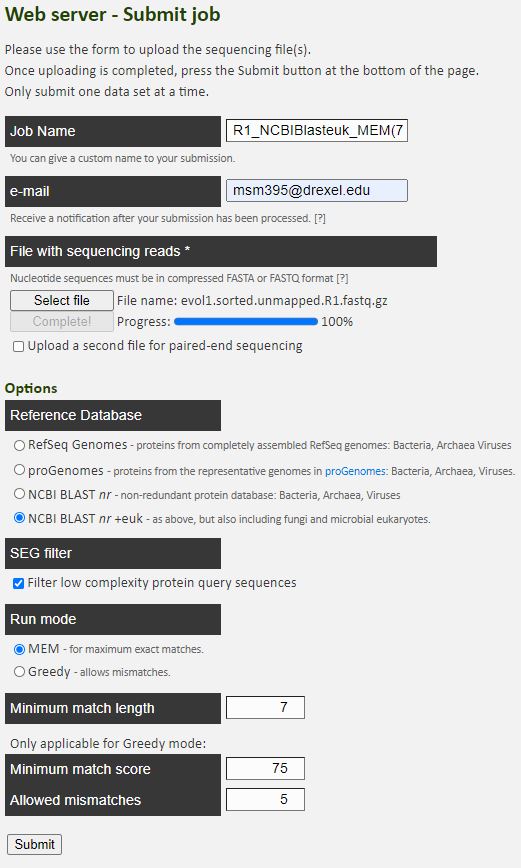 Web server - Submit job
Please use the form to upload the sequencing file(s).
Once uploading is completed, press the Submit button at the bottom of the page.
Only submit one data set at a time.
Job Name R1_NCBIBlasteuk_MEM(7
You can give a custom name to your submission.
e-mail msm395@drexel.edu
Receive a notification after your submission has been processed. [?]
File with sequencing reads *
Nucleotide sequences must be in compressed FASTA or FASTQ format [?]
Select file File name: evol1.sorted.unmapped.R1.fastq.gz
Complete! Progress: 100%
Upload a second file for paired-end sequencing
Options
Reference Database
RefSeq Genomes - proteins from completely assembled RefSeq genomes: Bacteria, Archaea Viruses
proGenomes - proteins from the representative genomes in proGenomes: Bacteria, Archaea, Viruses.
NCBI BLAST nr - non-redundant protein database: Bacteria, Archaea, Viruses
NCBI BLAST nr +euk - as above, but also including fungi and microbial eukaryotes.
SEG filter
Filter low complexity protein query sequences
Run mode
MEM - for maximum exact matches.
Greedy - allows mismatches.
Minimum match length 7
Only applicable for Greedy mode:
Minimum match score 75
Allowed mismatches 5
Submit